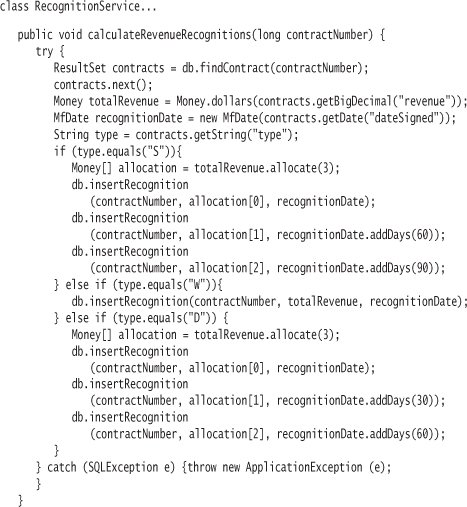 class RecognitionService...
public void calculateRevenueRecognitions(long contractNumber) {
try {
ResultSet contracts = db.findContract(contractNumber);
contracts.next();
Money totalRevenue = Money.dollars(contracts.getBigDecimal("revenue"));
MfDate recognitionDate = new MfDate(contracts.getDate("dateSigned"));
String type = contracts.getString("type");
if (type.equals("S")){
Money[] allocation = totalRevenue.allocate(3);
db.insertRecognition
(contractNumber, allocation[0], recognitionDate);
db.insertRecognition
(contractNumber, allocation[1], recognitionDate.addDays(60));
db.insertRecognition
(contractNumber, allocation[2], recognitionDate.addDays(90));
} else if (type.equals("W")){
db.insertRecognition(contractNumber, totalRevenue, recognitionDate);
} else if (type.equals("D")) {
Money[] allocation = totalRevenue.allocate(3);
db.insertRecognition
(contractNumber, allocation[0], recognitionDate);
db.insertRecognition
(contractNumber, allocation[1], recognitionDate.addDays(30));
db.insertRecognition
(contractNumber, allocation[2], recognitionDate.addDays(60));
}
} catch (SQLException e) {throw new ApplicationException (e);
}
}